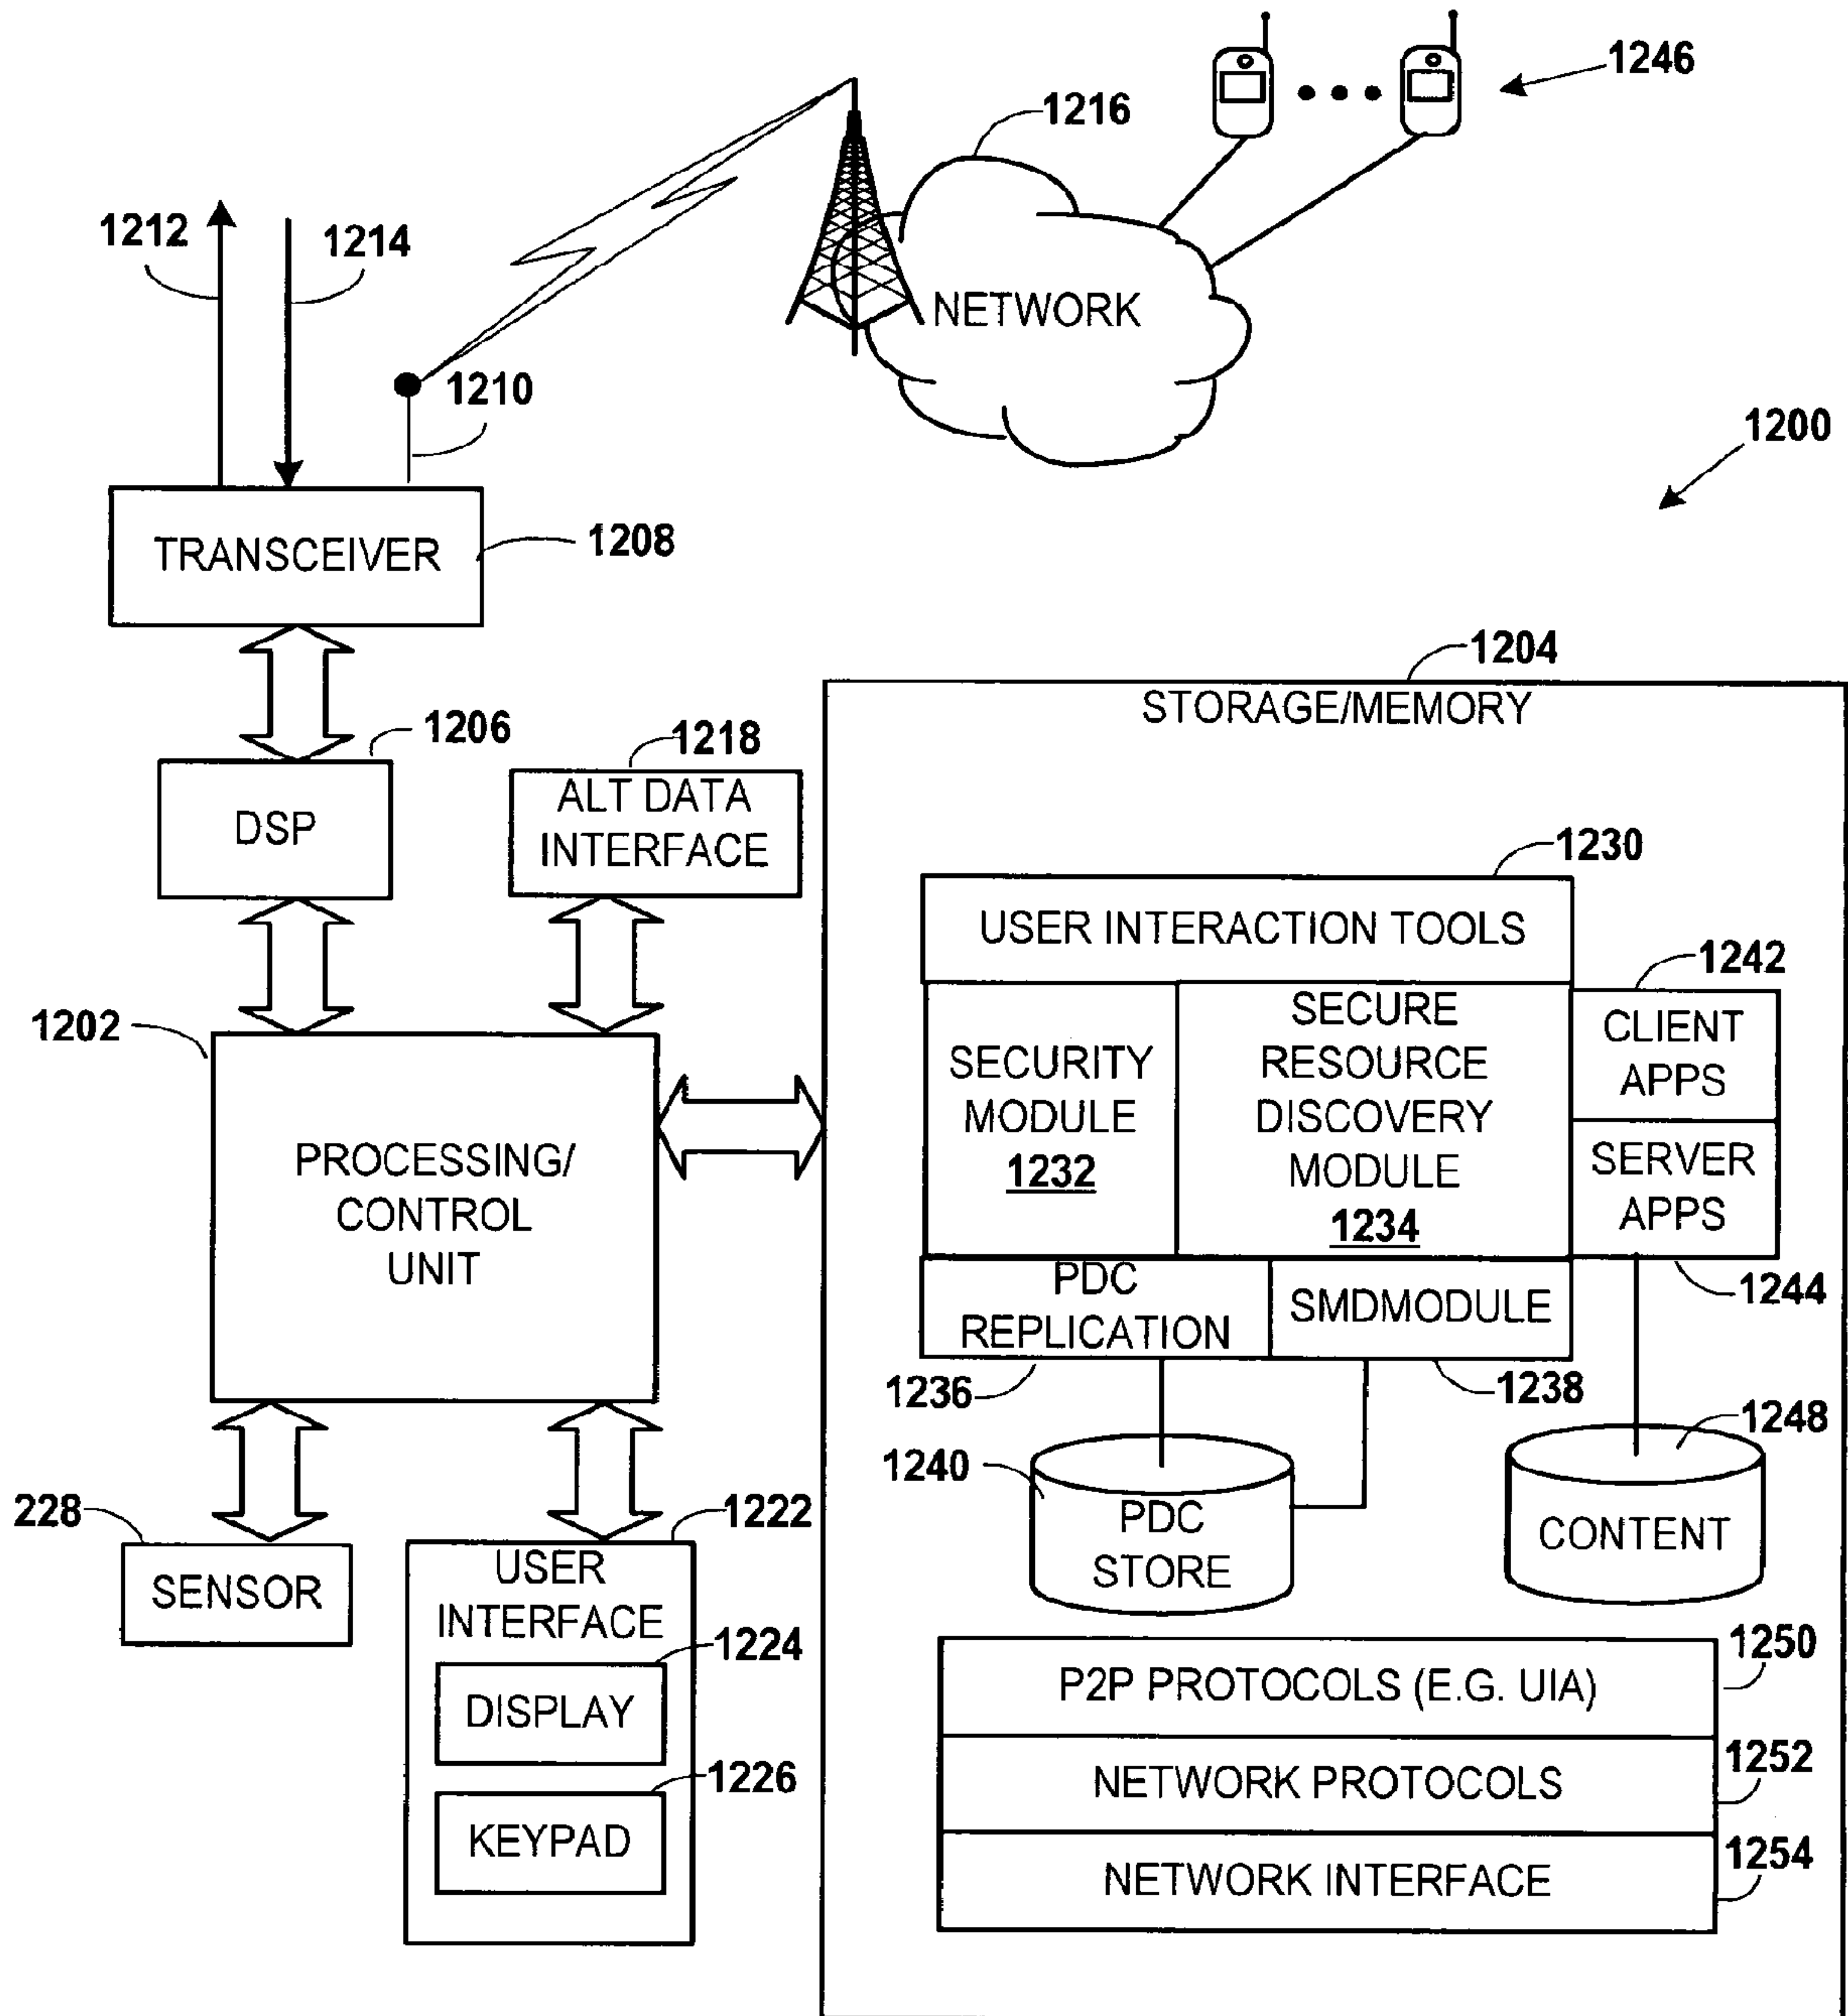 1246
1216
1212
1214
NETWORK
1210
1200
TRANSCEIVER
1208
1204
STORAGE/MEMORY
1206
1218
DSP
ALT DATA
INTERFACE
1230
USER INTERACTION TOOLS
1242
1202
SECURITY
MODULE
1232
SECURE
RESOURCE
DISCOVERY
MODULE
1234
CLIENT
APPS
SERVER
APPS
PROCESSING/
CONTROL
UNIT
PDC
REPLICATION
SMDMODULE
1244
1236
1238
1248
1240
PDC
STORE
CONTENT
228
SENSOR
1222
USER
INTERFACE
1224
DISPLAY
1226
KEYPAD
1250
P2P PROTOCOLS (E.G. UIA)
1252
NETWORK PROTOCOLS
1254
NETWORK INTERFACE